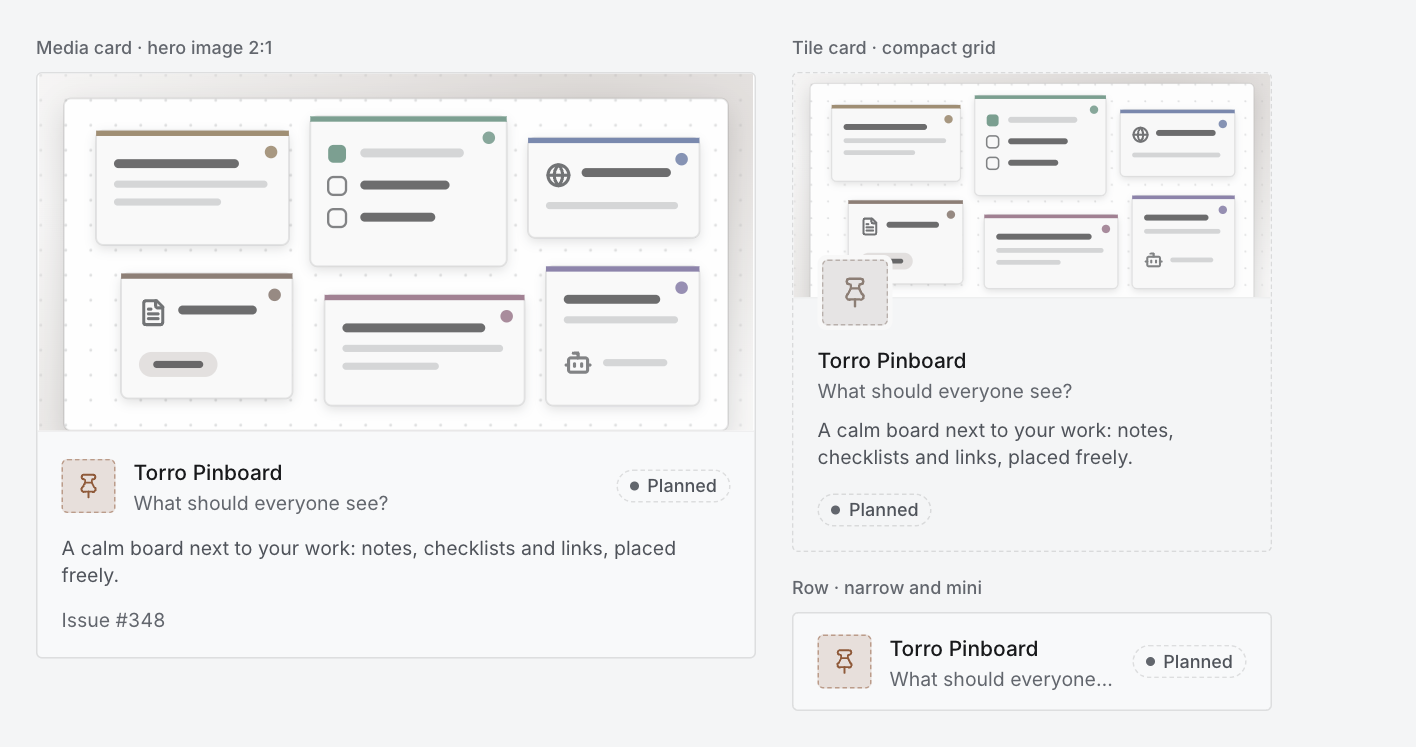 Media card · hero image 2:1
Torro Pinboard
What should everyone see?
Planned
A calm board next to your work: notes, checklists and links, placed
freely.
Issue #348
Tile card · compact grid
Torro Pinboard
What should everyone see?
A calm board next to your work: notes,
checklists and links, placed freely.
Planned
Row · narrow and mini
Torro Pinboard
What should everyone...
Planned